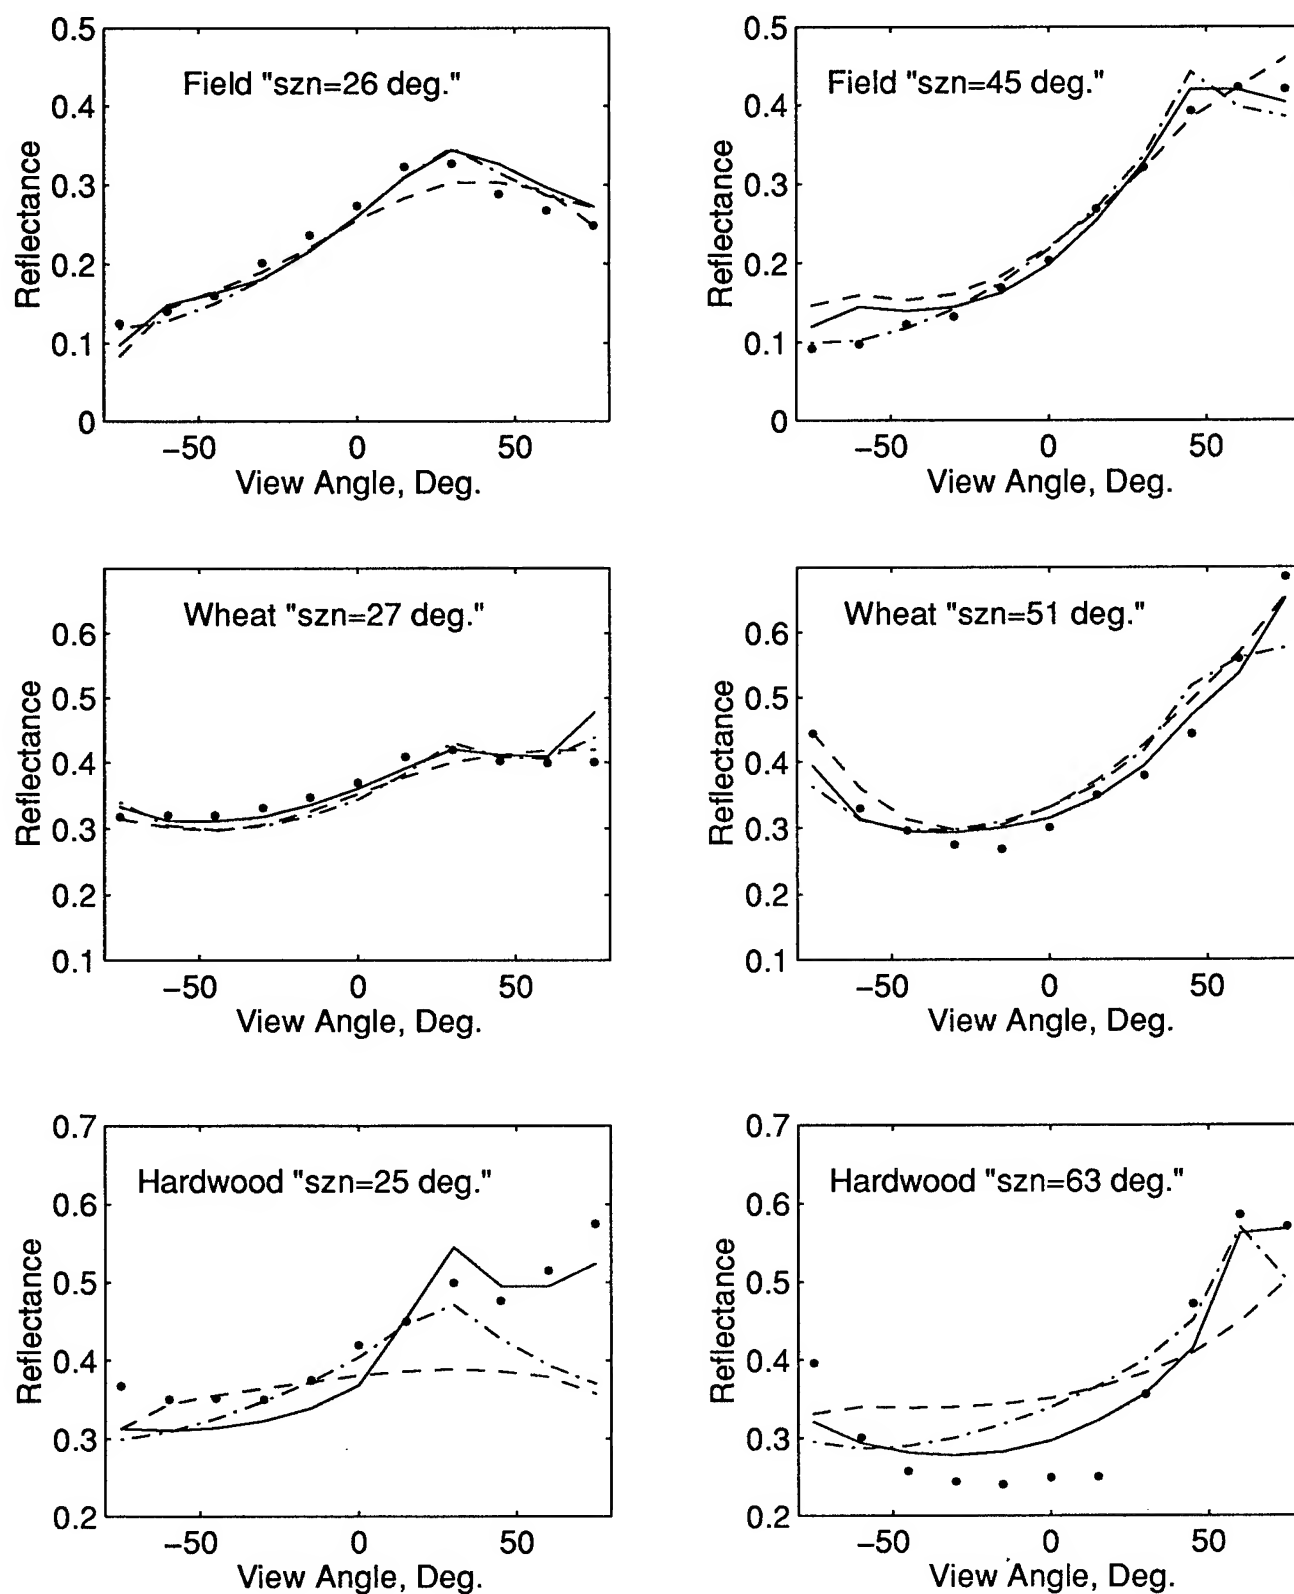 Field "szn=26 deg."
Reflectance
0.5
0.4
0.3
0.2
0.1
0
−50 0 50
View Angle, Deg.
Field "szn=45 deg."
Reflectance
0.5
0.4
0.3
0.2
0.1
0
−50 0 50
View Angle, Deg.
Wheat "szn=27 deg."
Reflectance
0.6
0.5
0.4
0.3
0.2
0.1
−50 0 50
View Angle, Deg.
Wheat "szn=51 deg."
Reflectance
0.6
0.5
0.4
0.3
0.2
0.1
−50 0 50
View Angle, Deg.
Hardwood "szn=25 deg."
Reflectance
0.7
0.6
0.5
0.4
0.3
0.2
−50 0 50
View Angle, Deg.
Hardwood "szn=63 deg."
Reflectance
0.7
0.6
0.5
0.4
0.3
0.2
−50 0 50
View Angle, Deg.